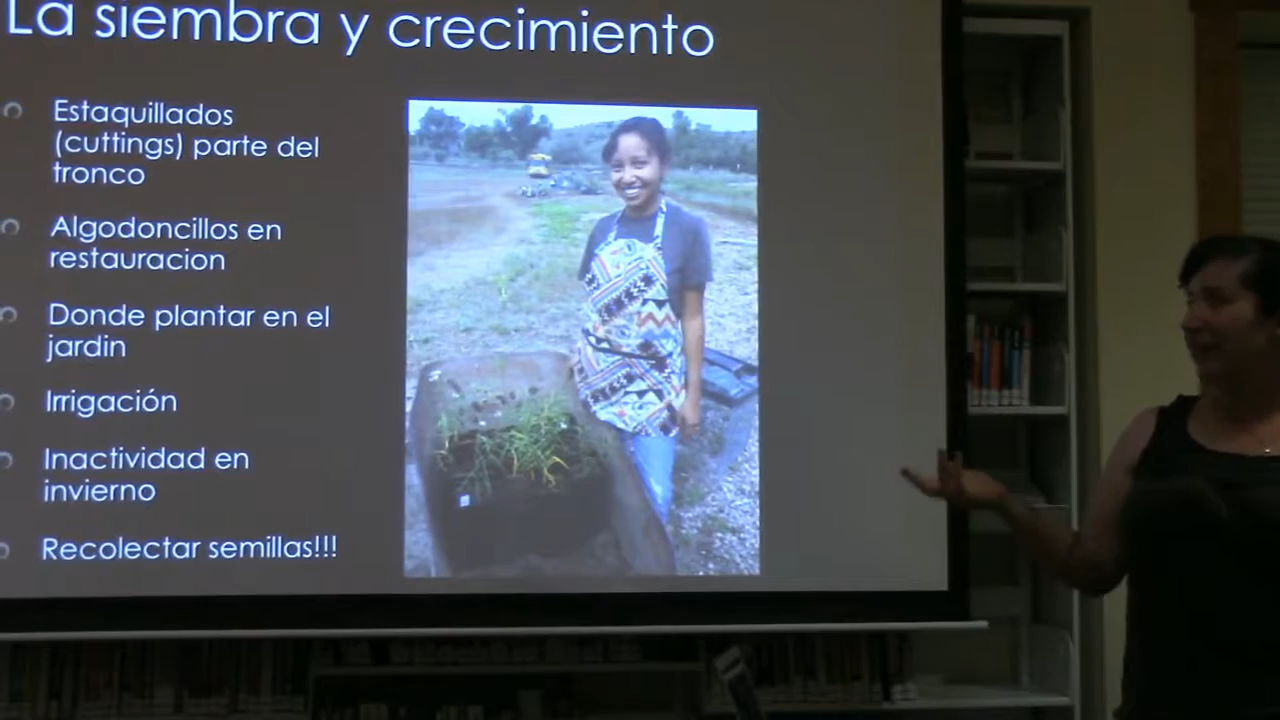 La siembra y crecimiento
Estaquillados
(cuttings) parte del
tronco
Algodoncillos en
restauracion
Donde plantar en el
jardin
Irrigación
Inactividad en
invierno
Recolectar semillas!!!